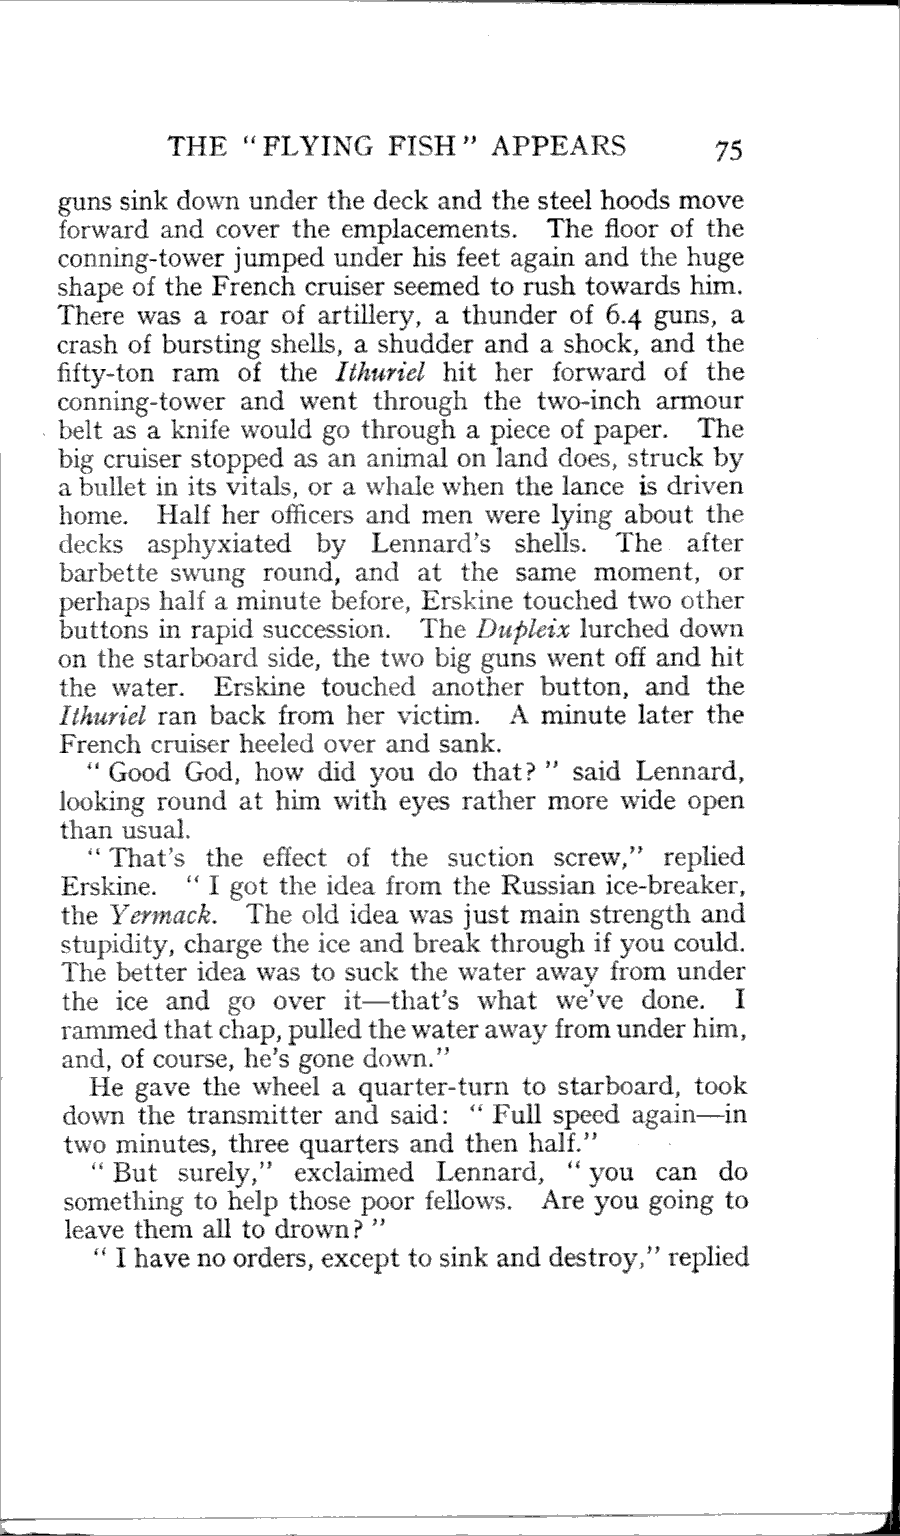 THE “ FLYING FISH ” APPEARS 75
guns sink down under the deck and the steel hoods move
forward and cover the emplacements. The floor of the
conning-tower jumped under his feet again and the huge
shape of the French cruiser seemed to rush towards him.
There was a roar of artillery, a thunder of 6.4 guns, a
crash of bursting shells, a shudder and a shock, and the
fifty-ton ram of the Ithuriel hit her forward of the
conning-tower and went through the two-inch armour
belt as a knife would go through a piece of paper. The
big cruiser stopped as an animal on land does, struck by
a bullet in its vitals, or a whale when the lance is driven
home. Half her officers and men were lying about the
decks asphyxiated by Lennard’s shells. The after
barbette swung round, and at the same moment, or
perhaps half a minute before, Erskine touched two other
buttons in rapid succession. The Dupleix lurched down
on the starboard side, the two big guns went off and hit
the water. Erskine touched another button, and the
Ithuriel ran back from her victim. A minute later the
French cruiser heeled over and sank.
“ Good God, how did you do that? ” said Lennard,
looking round at him with eyes rather more wide open
than usual.
“ That’s the effect of the suction screw,” replied
Erskine. “ I got the idea from the Russian ice-breaker,
the Yermack. The old idea was just main strength and
stupidity, charge the ice and break through if you could.
The better idea was to suck the water away from under
the ice and go over it—that’s what we’ve done. I
rammed that chap, pulled the water away from under him,
and, of course, he’s gone down.”
He gave the wheel a quarter-turn to starboard, took
down the transmitter and said: “ Full speed again—in
two minutes, three quarters and then half.”
“ But surely,” exclaimed Lennard, “ you can do
something to help those poor fellows. Are you going to
leave them all to drown? ”
“ I have no orders, except to sink and destroy,” replied